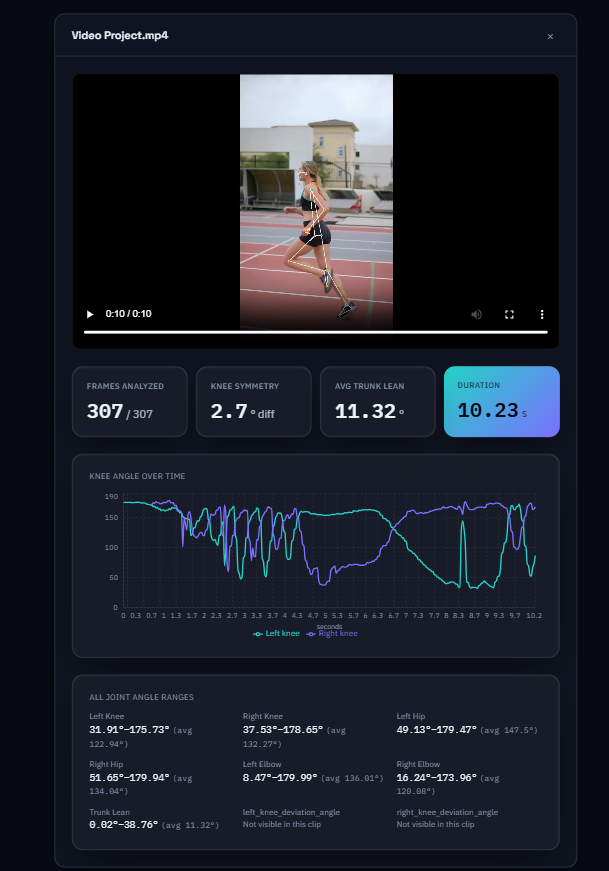 Video Project.mp4
×
0:10 / 0:10
FRAMES ANALYZED
307 / 307
KNEE SYMMETRY
2.7 ° diff
AVG TRUNK LEAN
11.32 °
DURATION
10.23 s
KNEE ANGLE OVER TIME
190
150
100
50
0
0 0.3 0.7 1 1.3 1.7 2 2.3 2.7 3 3.3 3.7 4 4.3 4.7 5 5.3 5.7 6 6.3 6.7 7 7.3 7.7 8 8.3 8.7 9 9.3 9.7 10.2
seconds
Left knee Right knee
ALL JOINT ANGLE RANGES
Left Knee
31.91°–175.73° (avg
122.94°)
Right Knee
37.53°–178.65° (avg
132.27°)
Left Hip
49.13°–179.47° (avg 147.5°)
Right Hip
51.65°–179.94° (avg
134.04°)
Left Elbow
8.47°–179.99° (avg 136.01°)
Right Elbow
16.24°–173.96° (avg
120.08°)
Trunk Lean
0.02°–38.76° (avg 11.32°)
left_knee_deviation_angle
Not visible in this clip
right_knee_deviation_angle
Not visible in this clip